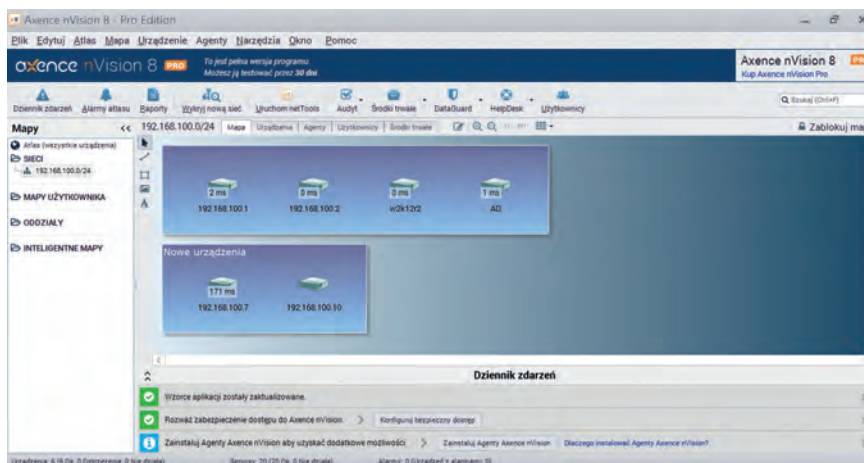 Axence nVision 8 - Pro Edition
Plik Edytuj Atlas Mapa Urządzenie Agenty Narzędzia Okno Pomoc
axence nVision 8 PRO
To jest pełna wersja programu.
Możesz ją testować przez 30 dni
Axence nVision 8 PRO
Kup Axence nVision Pro
Dziennik zdarzeń Alarmy atlasu Raporty Wykryj nową sieć Uruchom netTools Audyt Środki trwałe DataGuard HelpDesk Użytkownicy
Szukaj (Ctrl+F)
Mapy << 192.168.100.0/24 Mapa Urządzenia Agenty Użytkownicy Środki trwałe Zablokuj
Atlas (wszystkie urządzenia)
SIECI
192.168.100.0/24
MAPY UŻYTKOWNIKA
ODDZIAŁY
INTELIGENTNE MAPY
2 ms 0 ms 0 ms 1 ms
192.168.100.1 192.168.100.2 w2k12r2 AD
Nowe urządzenia
171 ms
192.168.100.7 192.168.100.10
Dziennik zdarzeń
Wzorce aplikacji zostały zaktualizowane.
Rozważ zabezpieczenie dostępu do Axence nVision Konfiguruj bezpieczny dostęp
Zainstaluj Agenty Axence nVision aby uzyskać dodatkowe możliwości Zainstaluj Agenty Axence nVision Dlaczego instalować Agenty Axence nVision?